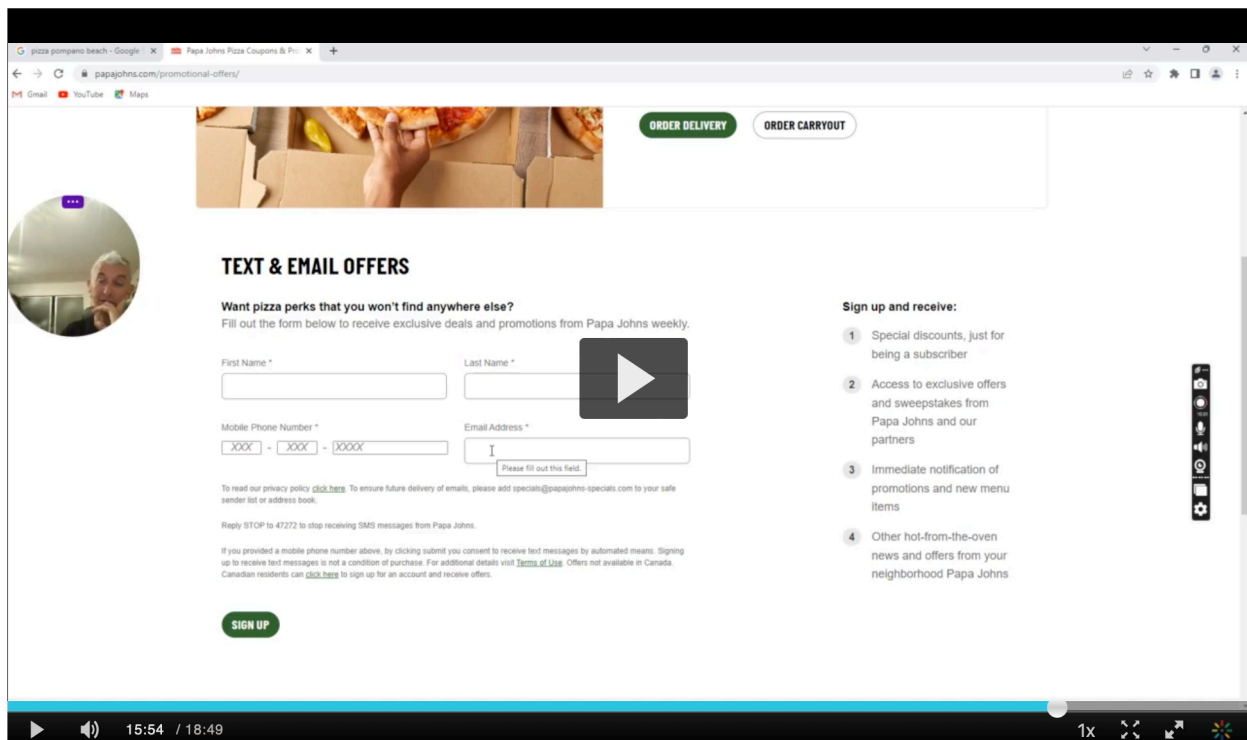 pizza pompano beach - Google
Papa Johns Pizza Coupons & Pro
papajohns.com/promotional-offers/
Gmail YouTube Maps
ORDER DELIVERY ORDER CARRYOUT
TEXT & EMAIL OFFERS
Want pizza perks that you won't find anywhere else?
Fill out the form below to receive exclusive deals and promotions from Papa Johns weekly.
First Name * Last Name *
Mobile Phone Number * Email Address *
XXX - XXX - XXXX
Please fill out this field.
To read our privacy policy click here. To ensure future delivery of emails, please add specials@papajohns-specials.com to your safe
sender list or address book.
Reply STOP to 47272 to stop receiving SMS messages from Papa Johns.
If you provided a mobile phone number above, by clicking submit you consent to receive text messages by automated means. Signing
up to receive text messages is not a condition of purchase. For additional details visit Terms of Use. Offers not available in Canada.
Canadian residents can click here to sign up for an account and receive offers.
SIGN UP
Sign up and receive:
1 Special discounts, just for
being a subscriber
2 Access to exclusive offers
and sweepstakes from
Papa Johns and our
partners
3 Immediate notification of
promotions and new menu
items
4 Other hot-from-the-oven
news and offers from your
neighborhood Papa Johns
15:54 / 18:49 1x